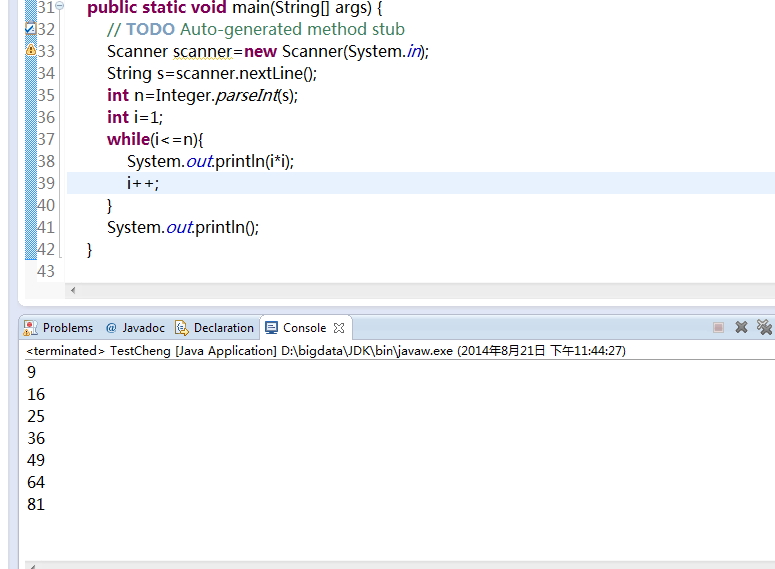 31 public static void main(String[] args) {
32 // TODO Auto-generated method stub
33 Scanner scanner=new Scanner(System.in);
34 String s=scanner.nextLine();
35 int n=Integer.parseInt(s);
36 int i=1;
37 while(i<=n){
38 System.out.println(i*i);
39 i++;
40 }
41 System.out.println();
42 }
43
Problems @ Javadoc Declaration Console
<terminated> TestCheng [Java Application] D:\bigdata\JDK\bin\javaw.exe (2014年8月21日 下午11:44:27)
9
16
25
36
49
64
81